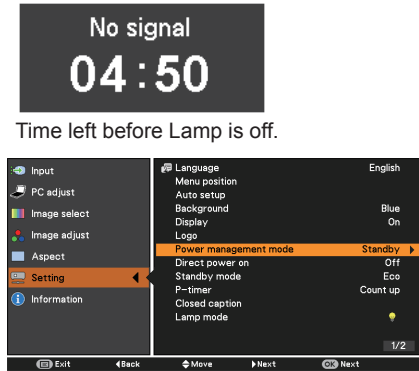 No signal
04:50
Time left before Lamp is off.
Input
PC adjust
Image select
Image adjust
Aspect
Setting
Information
Language English
Menu position
Auto setup
Background Blue
Display On
Logo
Power management mode Standby
Direct power on Off
Standby mode Eco
P-timer Count up
Closed caption
Lamp mode
1/2
Exit Back Move Next OK Next